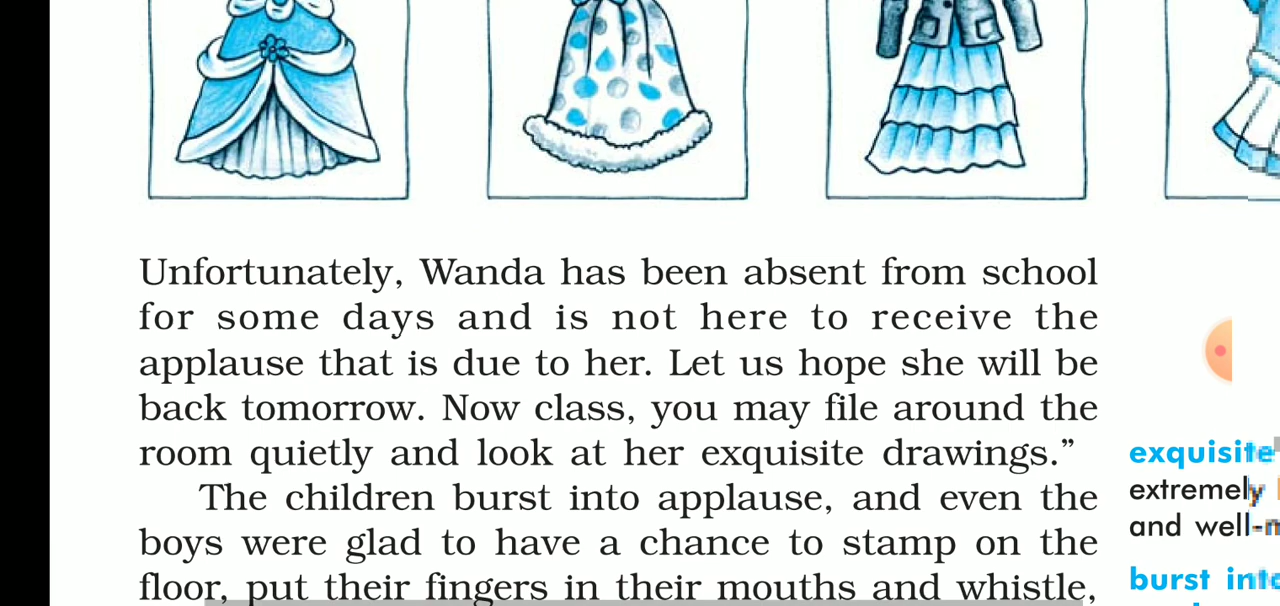 Unfortunately, Wanda has been absent from school
for some days and is not here to receive the
applause that is due to her. Let us hope she will be
back tomorrow. Now class, you may file around the
room quietly and look at her exquisite drawings.”
The children burst into applause, and even the
boys were glad to have a chance to stamp on the
floor, put their fingers in their mouths and whistle,
exquisite
extremely
and
burst